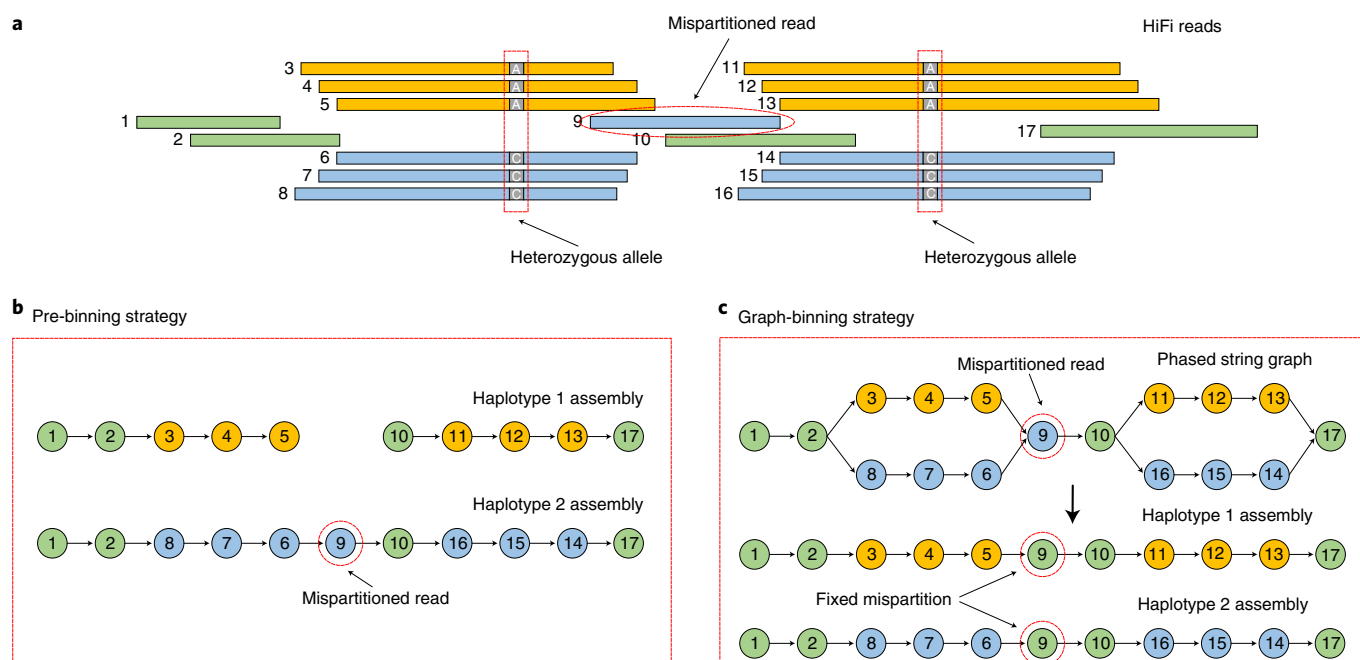 a
Mispartitioned read
HiFi reads
3
A
11
A
4
A
12
A
5
A
13
A
1
9
2
10
17
6
C
14
C
7
C
15
C
8
C
16
C
Heterozygous allele
Heterozygous allele
b
Pre-binning strategy
Haplotype 1 assembly
1 2 3 4 5 10 11 12 13 17
Haplotype 2 assembly
1 2 8 7 6 9 10 16 15 14 17
Mispartitioned read
c
Graph-binning strategy
Mispartitioned read
Phased string graph
3 4 5 11 12 13
1 2 9 10 17
8 7 6 16 15 14
Haplotype 1 assembly
1 2 3 4 5 9 10 11 12 13 17
Fixed mispartition
Haplotype 2 assembly
1 2 8 7 6 9 10 16 15 14 17